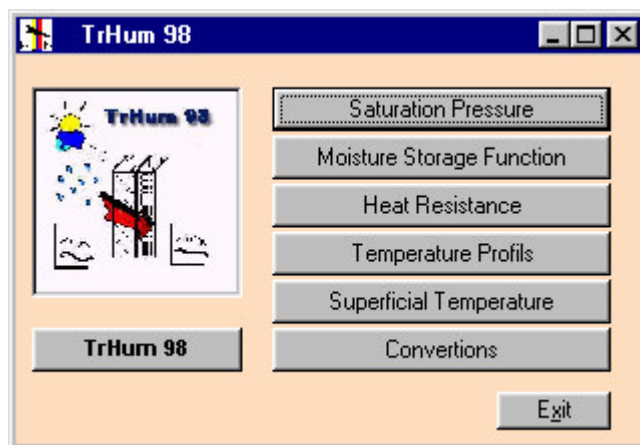 TrHum 98
TrHum 98
Saturation Pressure
Moisture Storage Function
Heat Resistance
Temperature Profils
Superficial Temperature
TrHum 98
Convertions
Exit